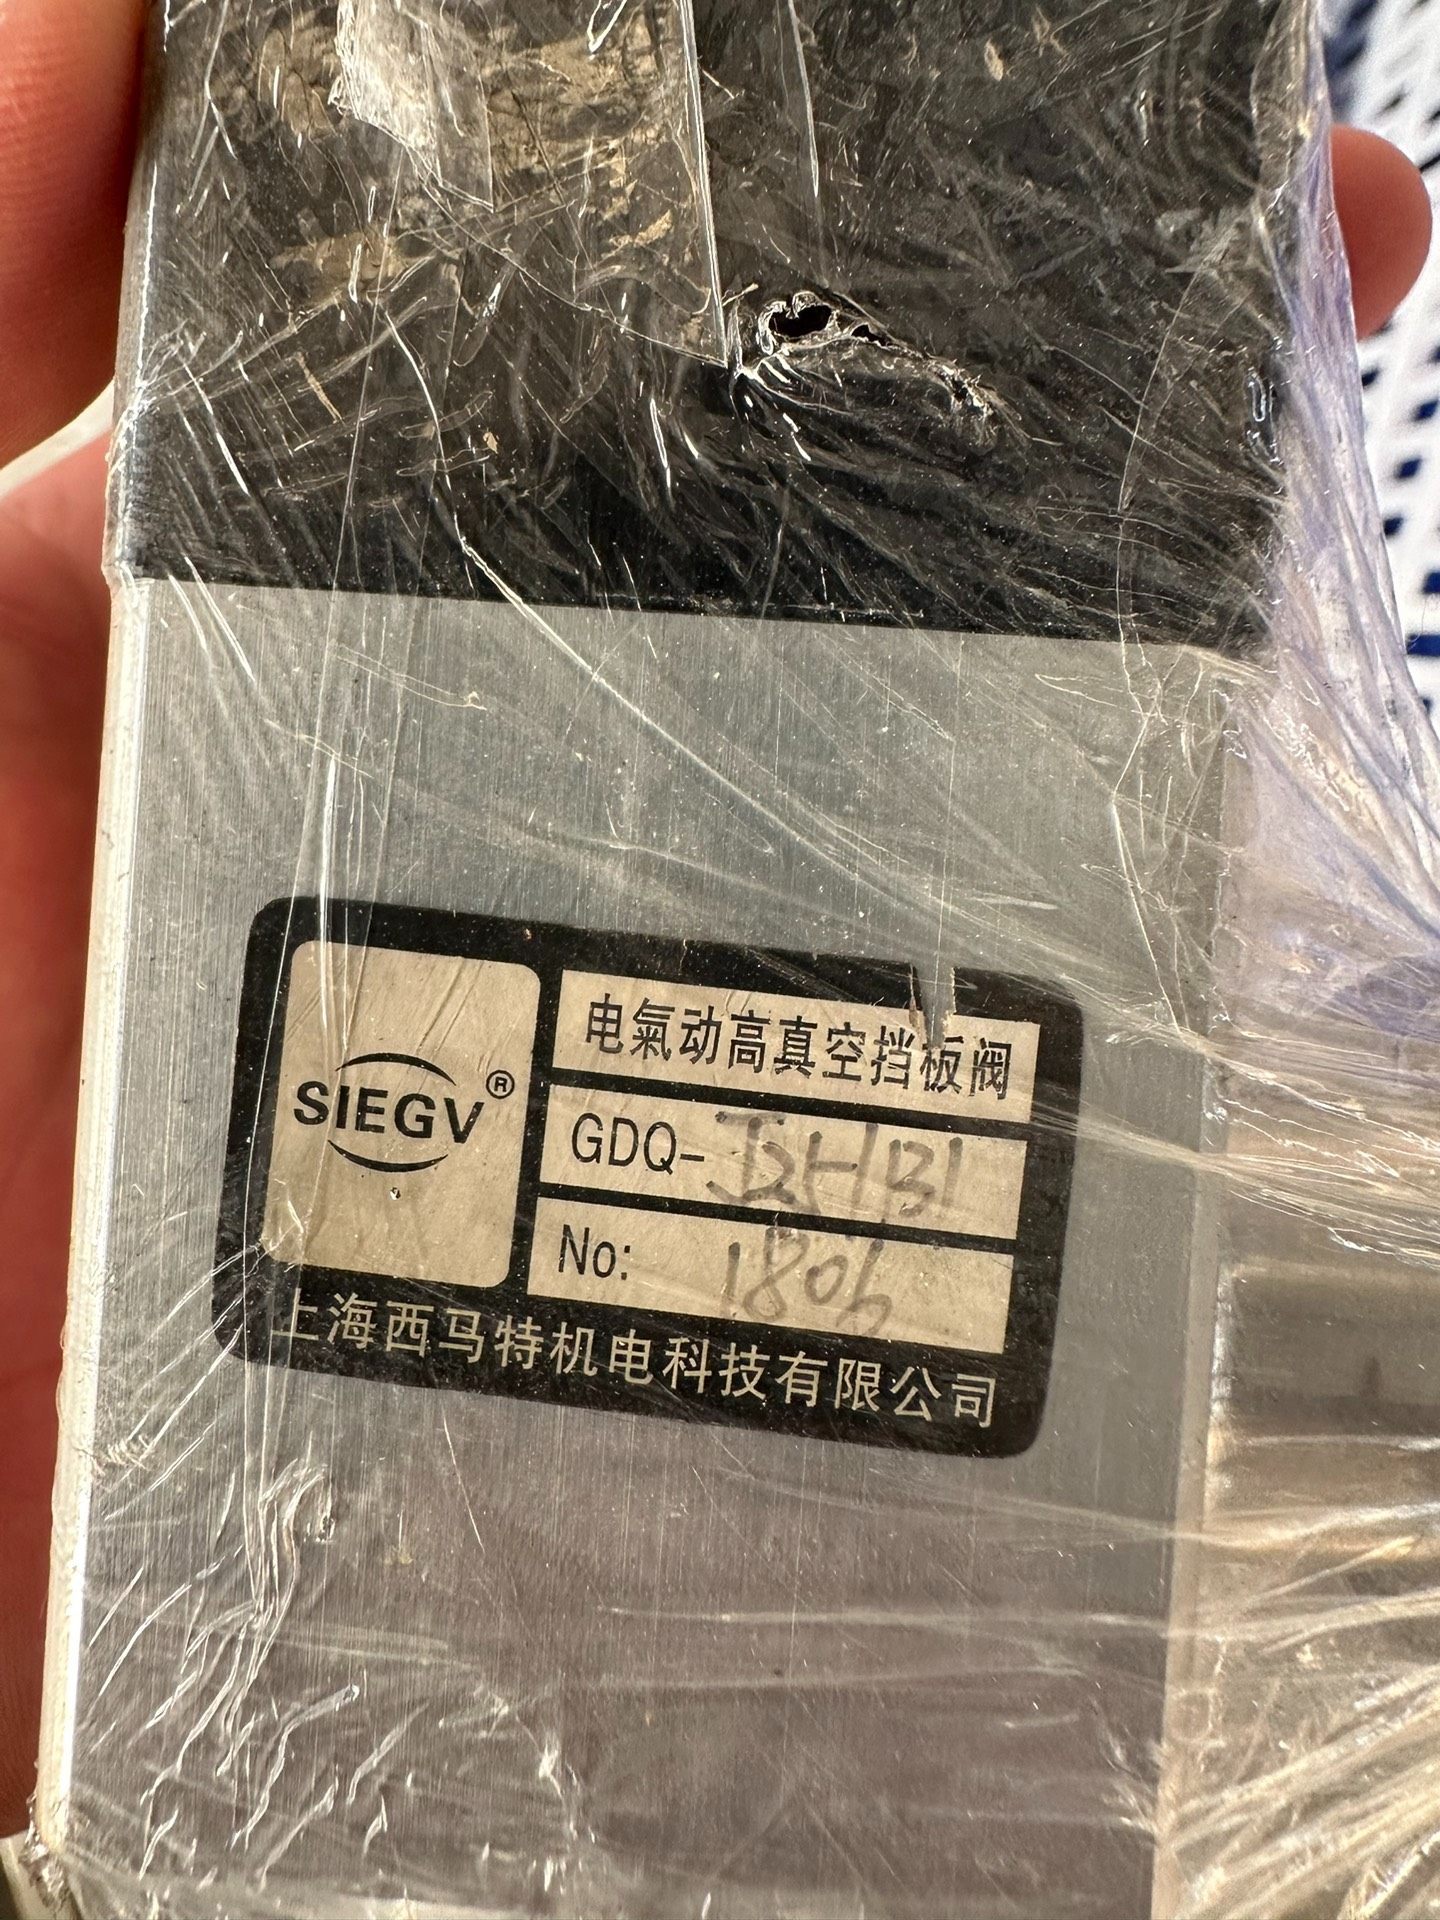 SIEGV®
电氣动高真空挡板阀
GDQ-J25H131
No: 1806
上海西马特机电科技有限公司